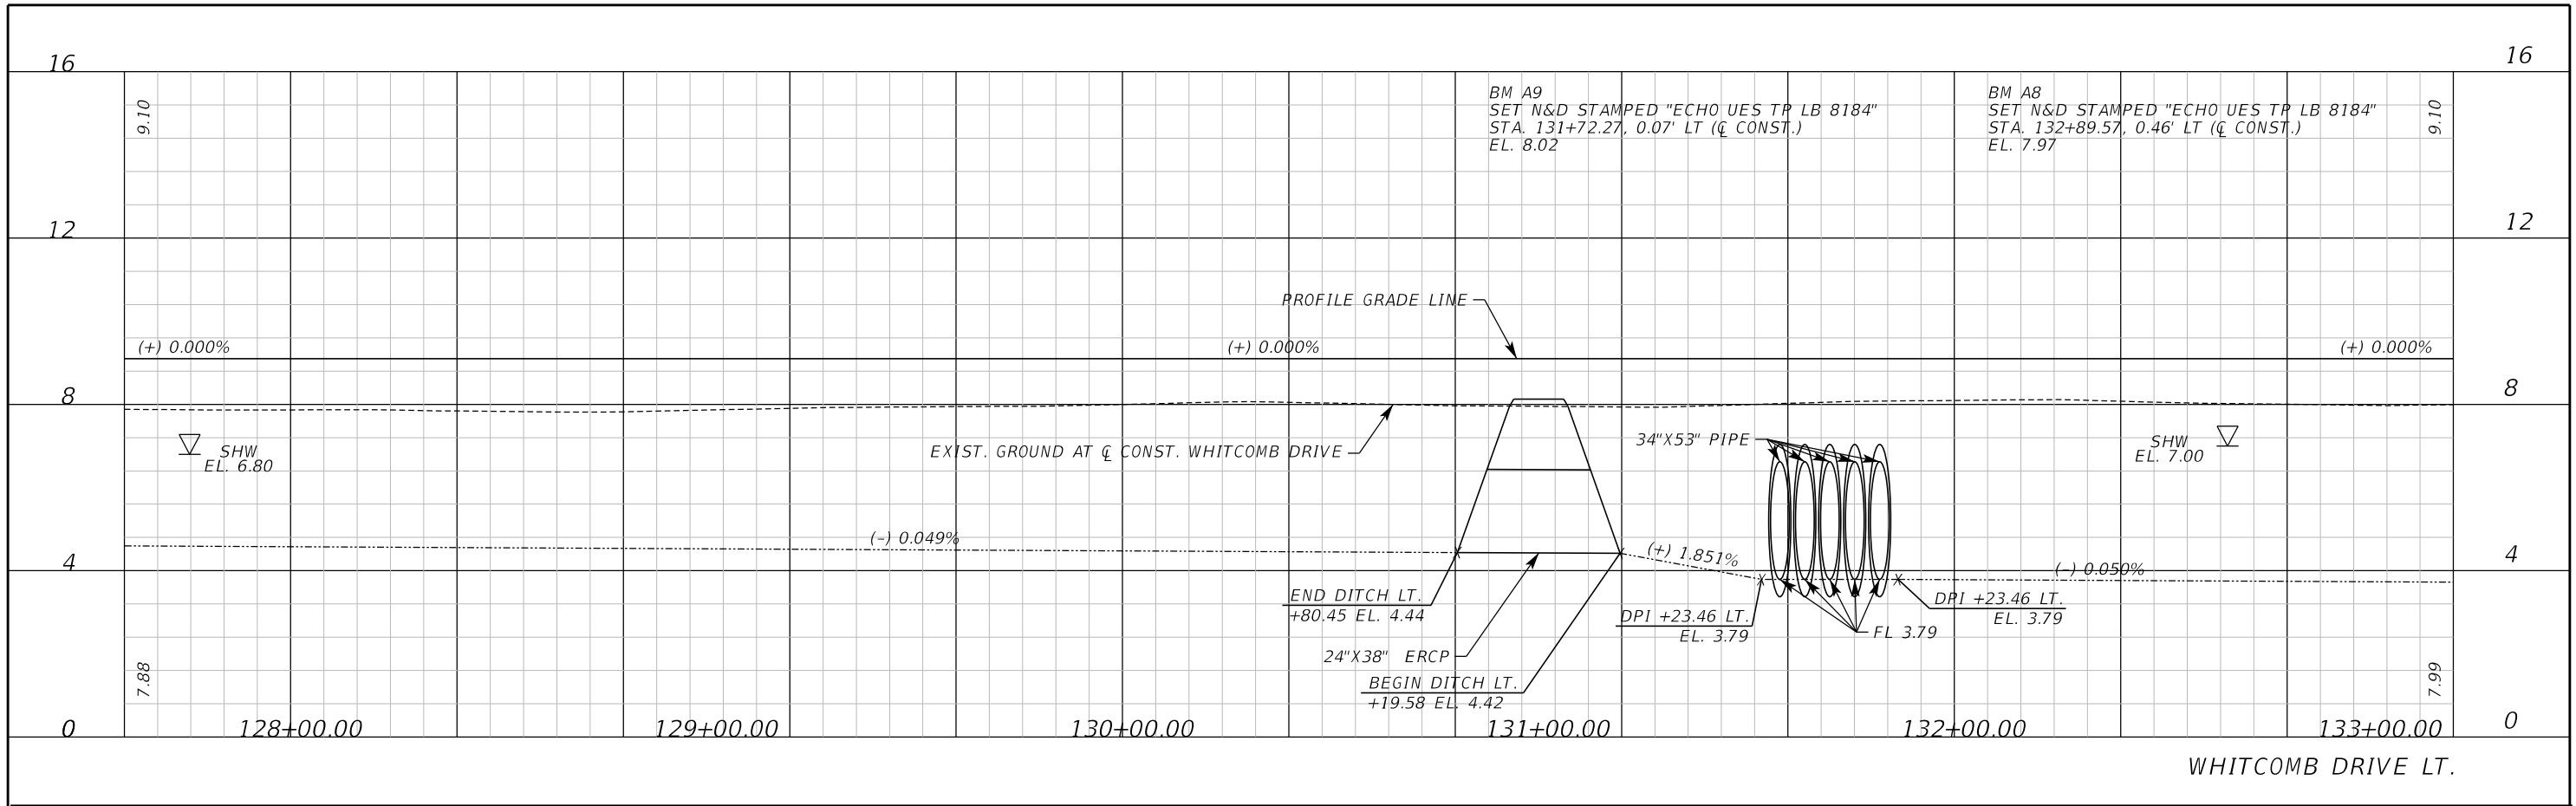 16
16
BM A9
SET N&D STAMPED "ECHO UES TP LB 8184"
STA. 131+72.27, 0.07' LT (℄ CONST.)
EL. 8.02
BM A8
SET N&D STAMPED "ECHO UES TP LB 8184"
STA. 132+89.57, 0.46' LT (℄ CONST.)
EL. 7.97
9.10
9.10
12
12
PROFILE GRADE LINE
(+) 0.000%
(+) 0.000%
(+) 0.000%
8
8
SHW
EL. 6.80
EXIST. GROUND AT ℄ CONST. WHITCOMB DRIVE
34"X53" PIPE
SHW
EL. 7.00
(-) 0.049%
(+) 1.851%
(-) 0.050%
4
4
END DITCH LT.
+80.45 EL. 4.44
DPI +23.46 LT.
EL. 3.79
FL 3.79
DPI +23.46 LT.
EL. 3.79
24"X38" ERCP
BEGIN DITCH LT.
+19.58 EL. 4.42
7.88
7.99
0
128+00.00
129+00.00
130+00.00
131+00.00
132+00.00
133+00.00
0
WHITCOMB DRIVE LT.